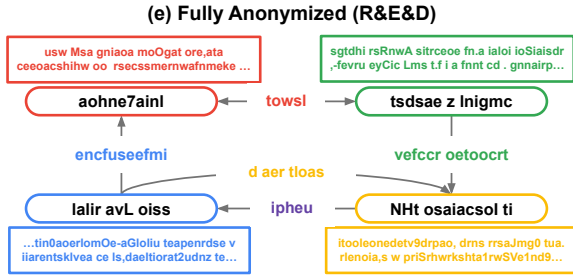 (e) Fully Anonymized (R&E&D)
usw Msa gniaoa moOgat ore,ata
ceeoacshihw oo rsecssmernwafnmeke ...
sgtdhi rsRnwA sitrceoe fn.a ialoi ioSiaisdr
,-fevru eyCic Lms t.f i a fnnt cd . gnnairp...
aohne7ainl
towsl
tsdsae z lnigmc
encfuseefmi
vefccr oetoocrt
d aer tloas
lalir avL oiss
ipheu
NHt osaiacsol ti
...tin0aoerlomOe-aGloliu teapenrdse v
iiarentsklvea ce ls,daeltiorat2udnz te...
itooleonedetv9drpao, drns rrsaJmg0 tua.
rlenoia,s w priSrhwrkshta1rwSVe1nd9...